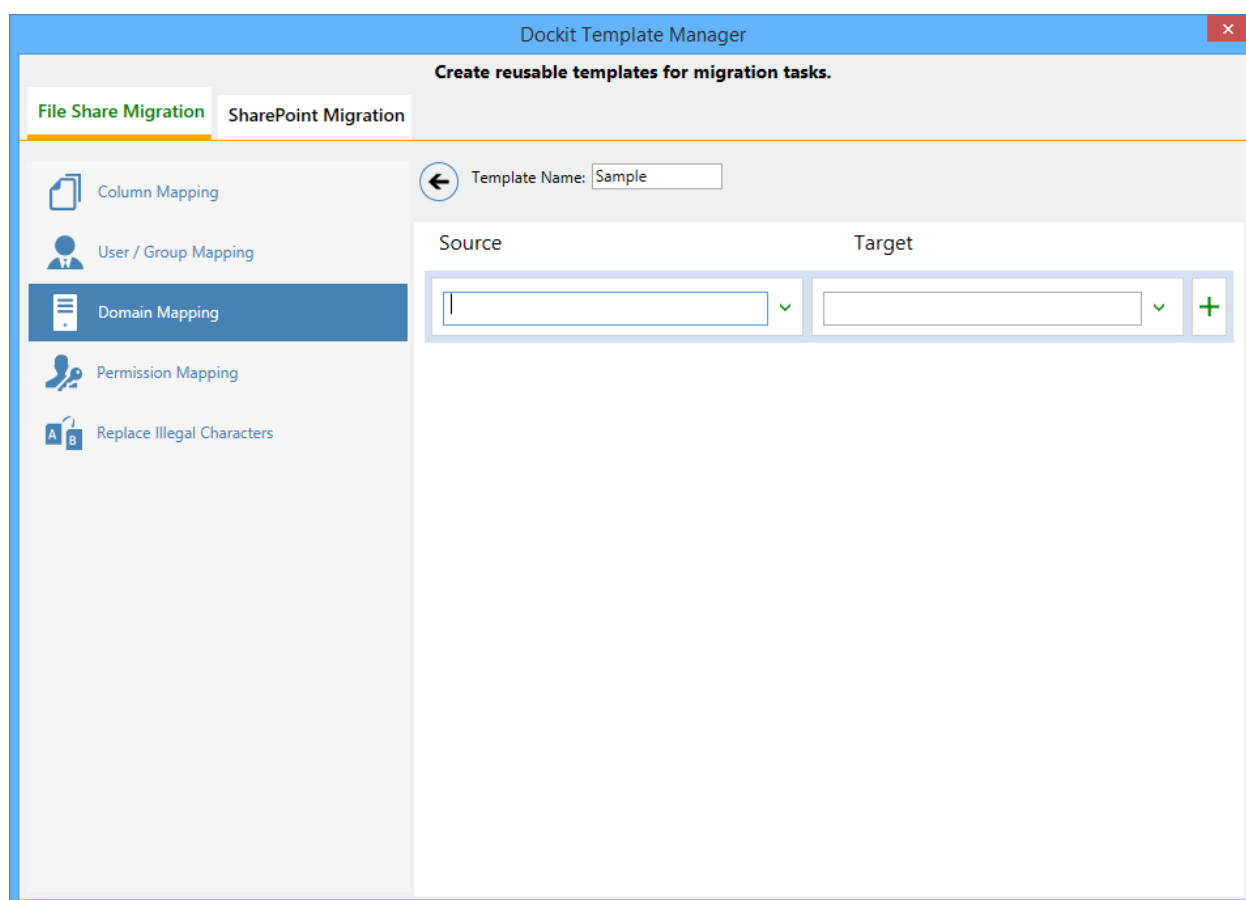 Dockit Template Manager
Create reusable templates for migration tasks.
File Share Migration
SharePoint Migration
Column Mapping
User / Group Mapping
Domain Mapping
Permission Mapping
A B
Replace Illegal Characters
Template Name: Sample
Source
Target